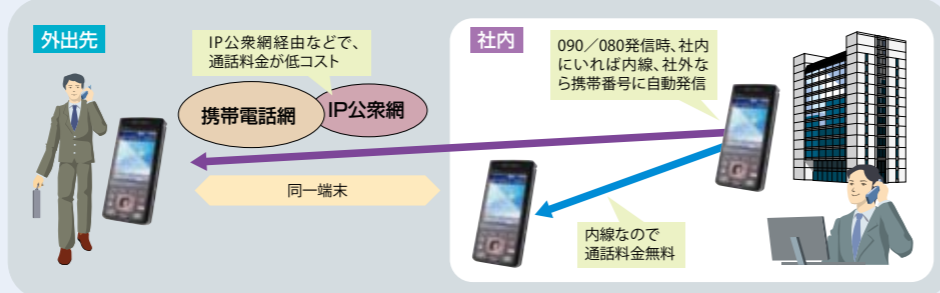 外出先
IP公衆網経由などで、
通話料金が低コスト
携帯電話網
IP公衆網
同一端末
社内
090／080発信時、社内
にいれば内線、社外な
ら携帯番号に自動発信
内線なので
通話料金無料